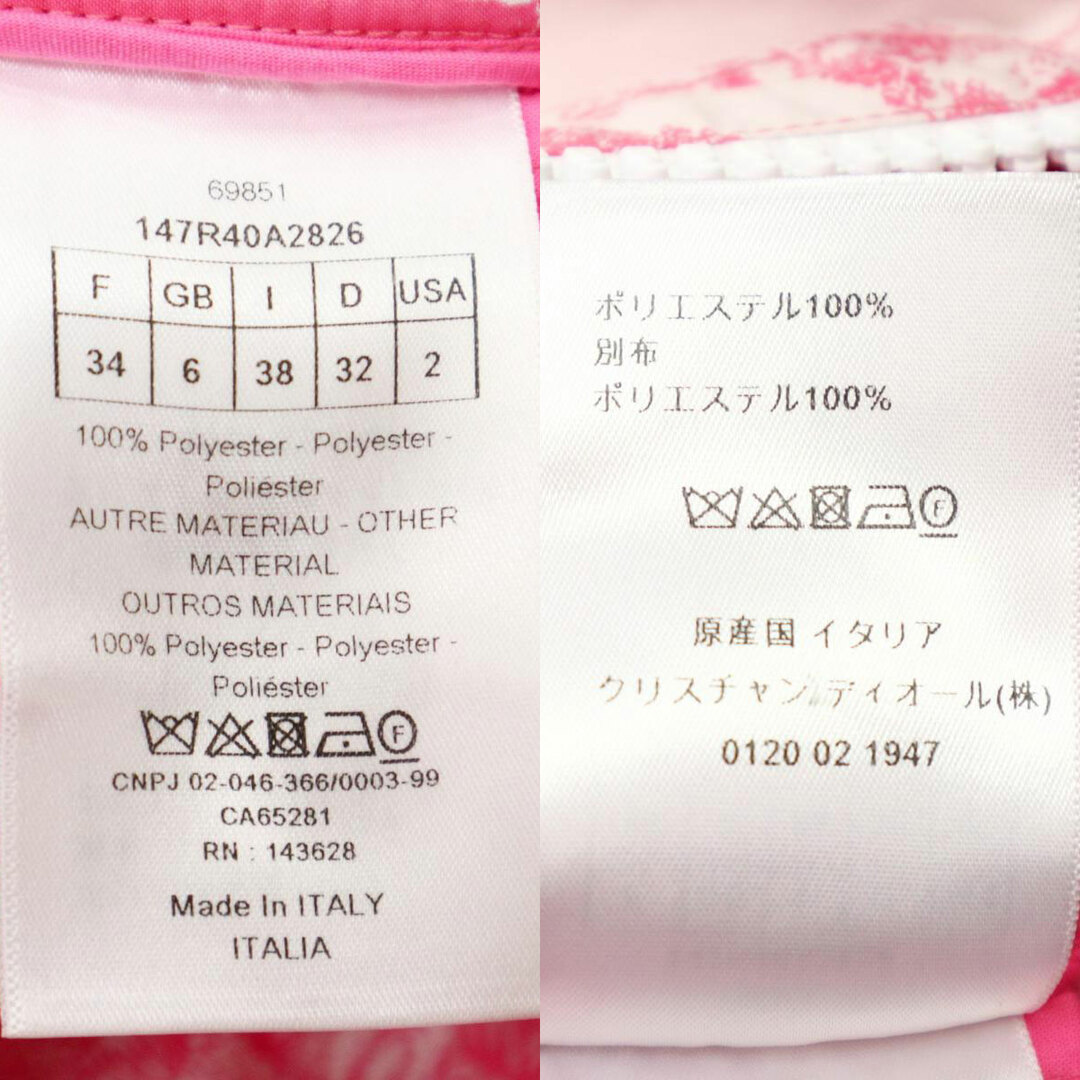 69851
147R40A2826
F GB I D USA
34 6 38 32 2
100% Polyester - Polyester -
Poliéster
AUTRE MATERIAU - OTHER
MATERIAL
OUTROS MATERIAIS
100% Polyester - Polyester -
Poliéster
F
CNPJ 02-046-366/0003-99
CA65281
RN : 143628
Made In ITALY
ITALIA
ポリエステル100%
別布
ポリエステル100%
F
原産国 イタリア
クリスチャン ディオール(株)
0120 02 1947